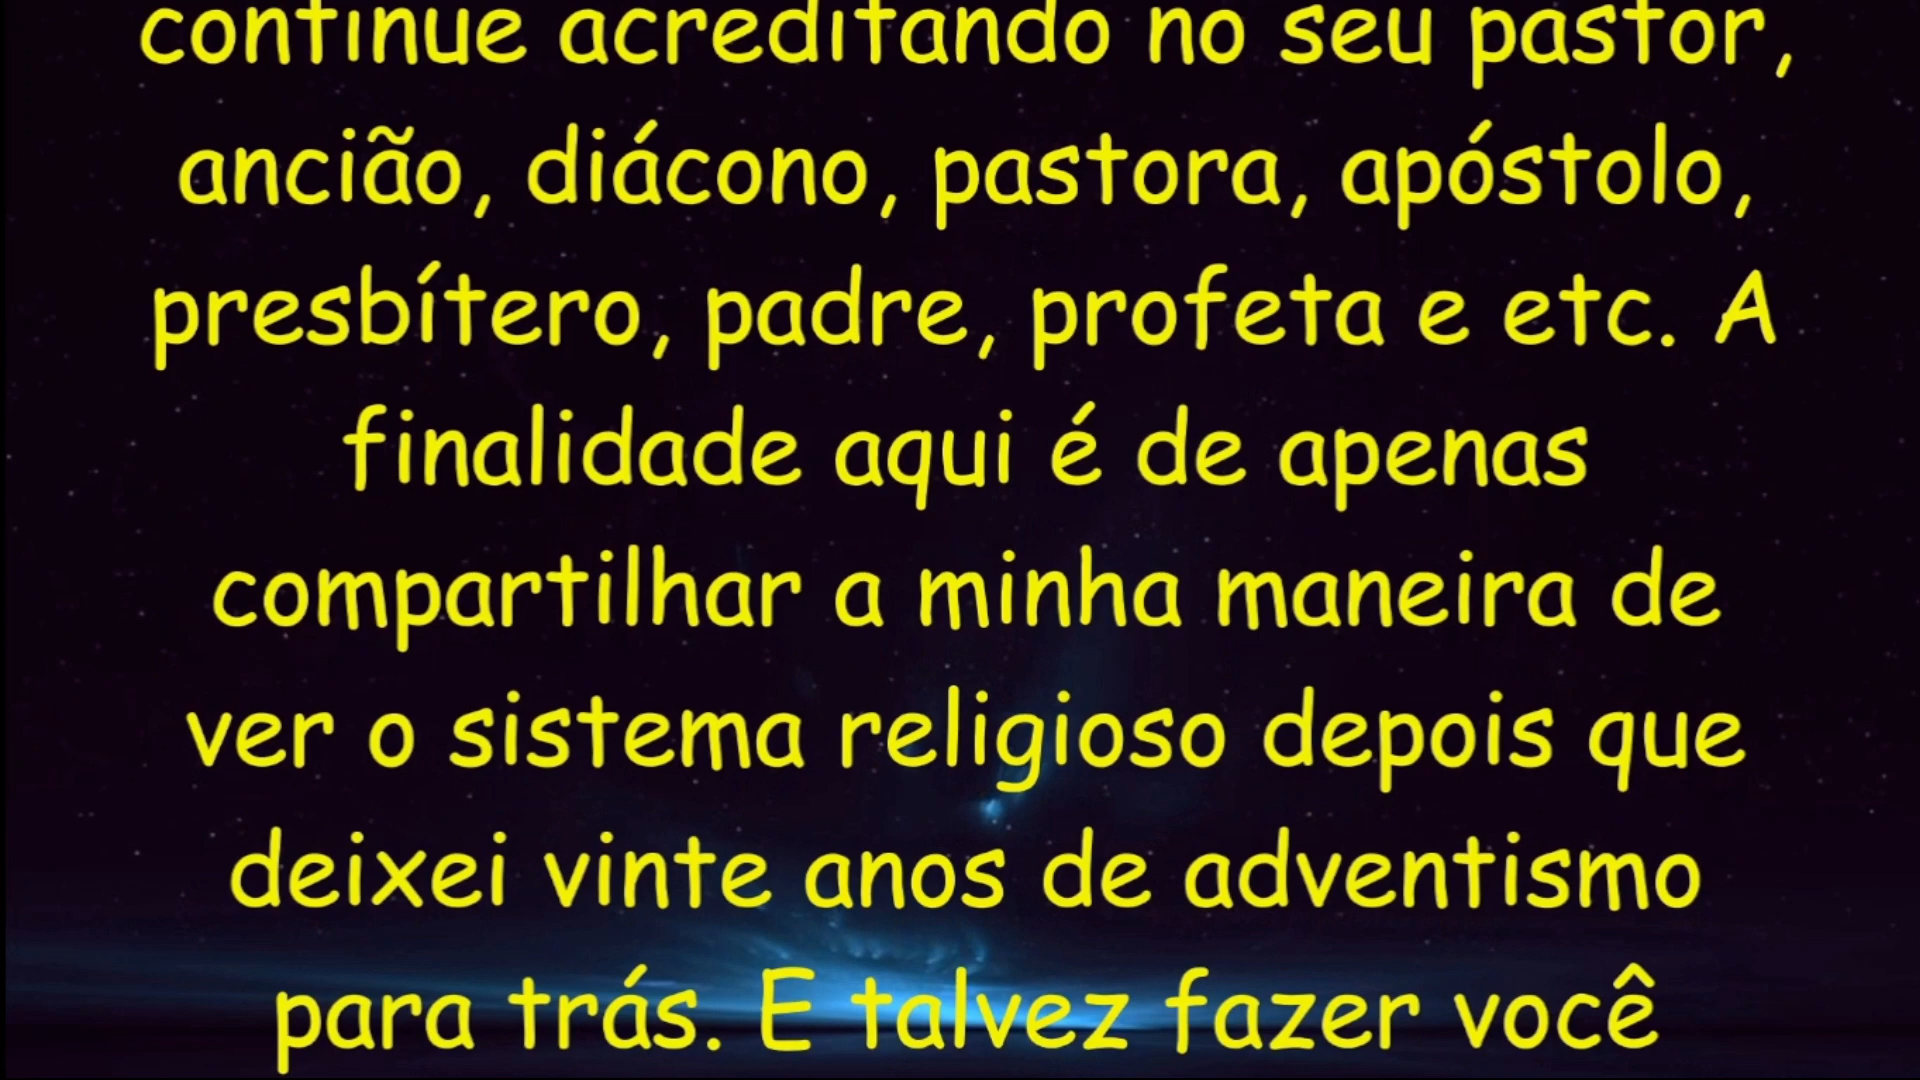 continue acreditando no seu pastor,
ancião, diácono, pastora, apóstolo,
presbítero, padre, profeta e etc. A
finalidade aqui é de apenas
compartilhar a minha maneira de
ver o sistema religioso depois que
deixei vinte anos de adventismo
para trás. E talvez fazer você